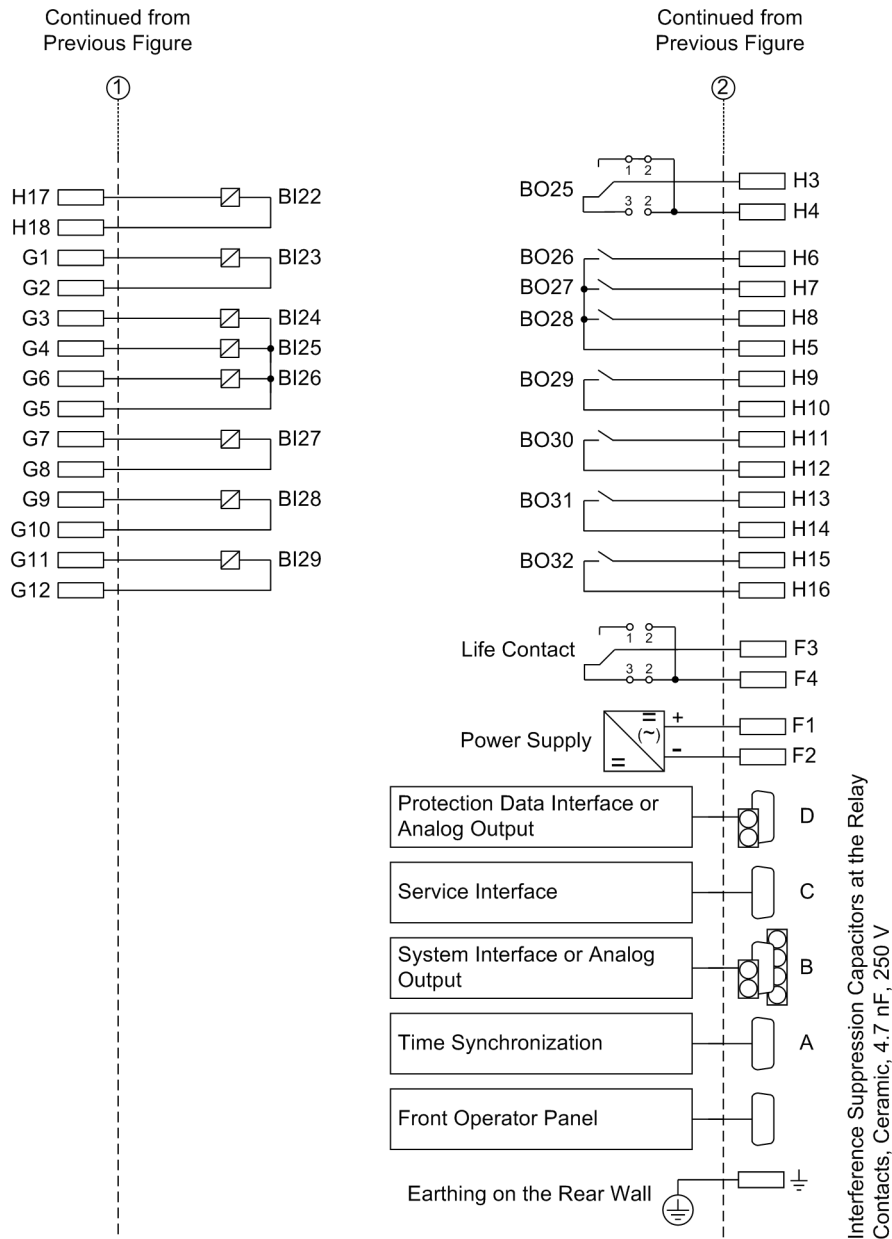 Continued from
Previous Figure
1
H17
BI22
H18
G1
BI23
G2
G3
BI24
G4
BI25
G6
BI26
G5
G7
BI27
G8
G9
BI28
G10
G11
BI29
G12
Continued from
Previous Figure
2
BO25
1 2
3 2
H3
H4
BO26
H6
BO27
H7
BO28
H8
H5
BO29
H9
H10
BO30
H11
H12
BO31
H13
H14
BO32
H15
H16
Life Contact
1 2
3 2
F3
F4
Power Supply
=
(~)
=
+
-
F1
F2
Protection Data Interface or
Analog Output
D
Service Interface
C
System Interface or Analog
Output
B
Time Synchronization
A
Front Operator Panel
Earthing on the Rear Wall
Interference Suppression Capacitors at the Relay
Contacts, Ceramic, 4.7 nF, 250 V